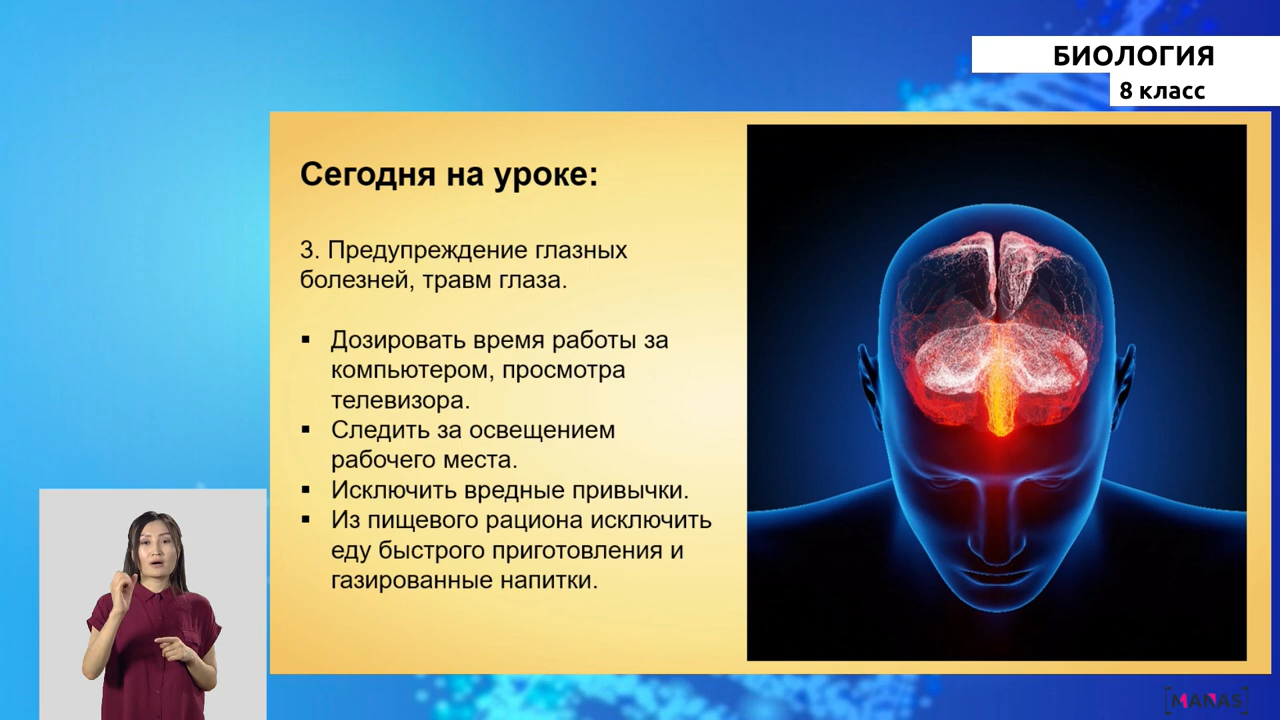 БИОЛОГИЯ
8 класс
Сегодня на уроке:
3. Предупреждение глазных
болезней, травм глаза.
▪ Дозировать время работы за
компьютером, просмотра
телевизора.
▪ Следить за освещением
рабочего места.
▪ Исключить вредные привычки.
▪ Из пищевого рациона исключить
еду быстрого приготовления и
газированные напитки.
[MANAS]